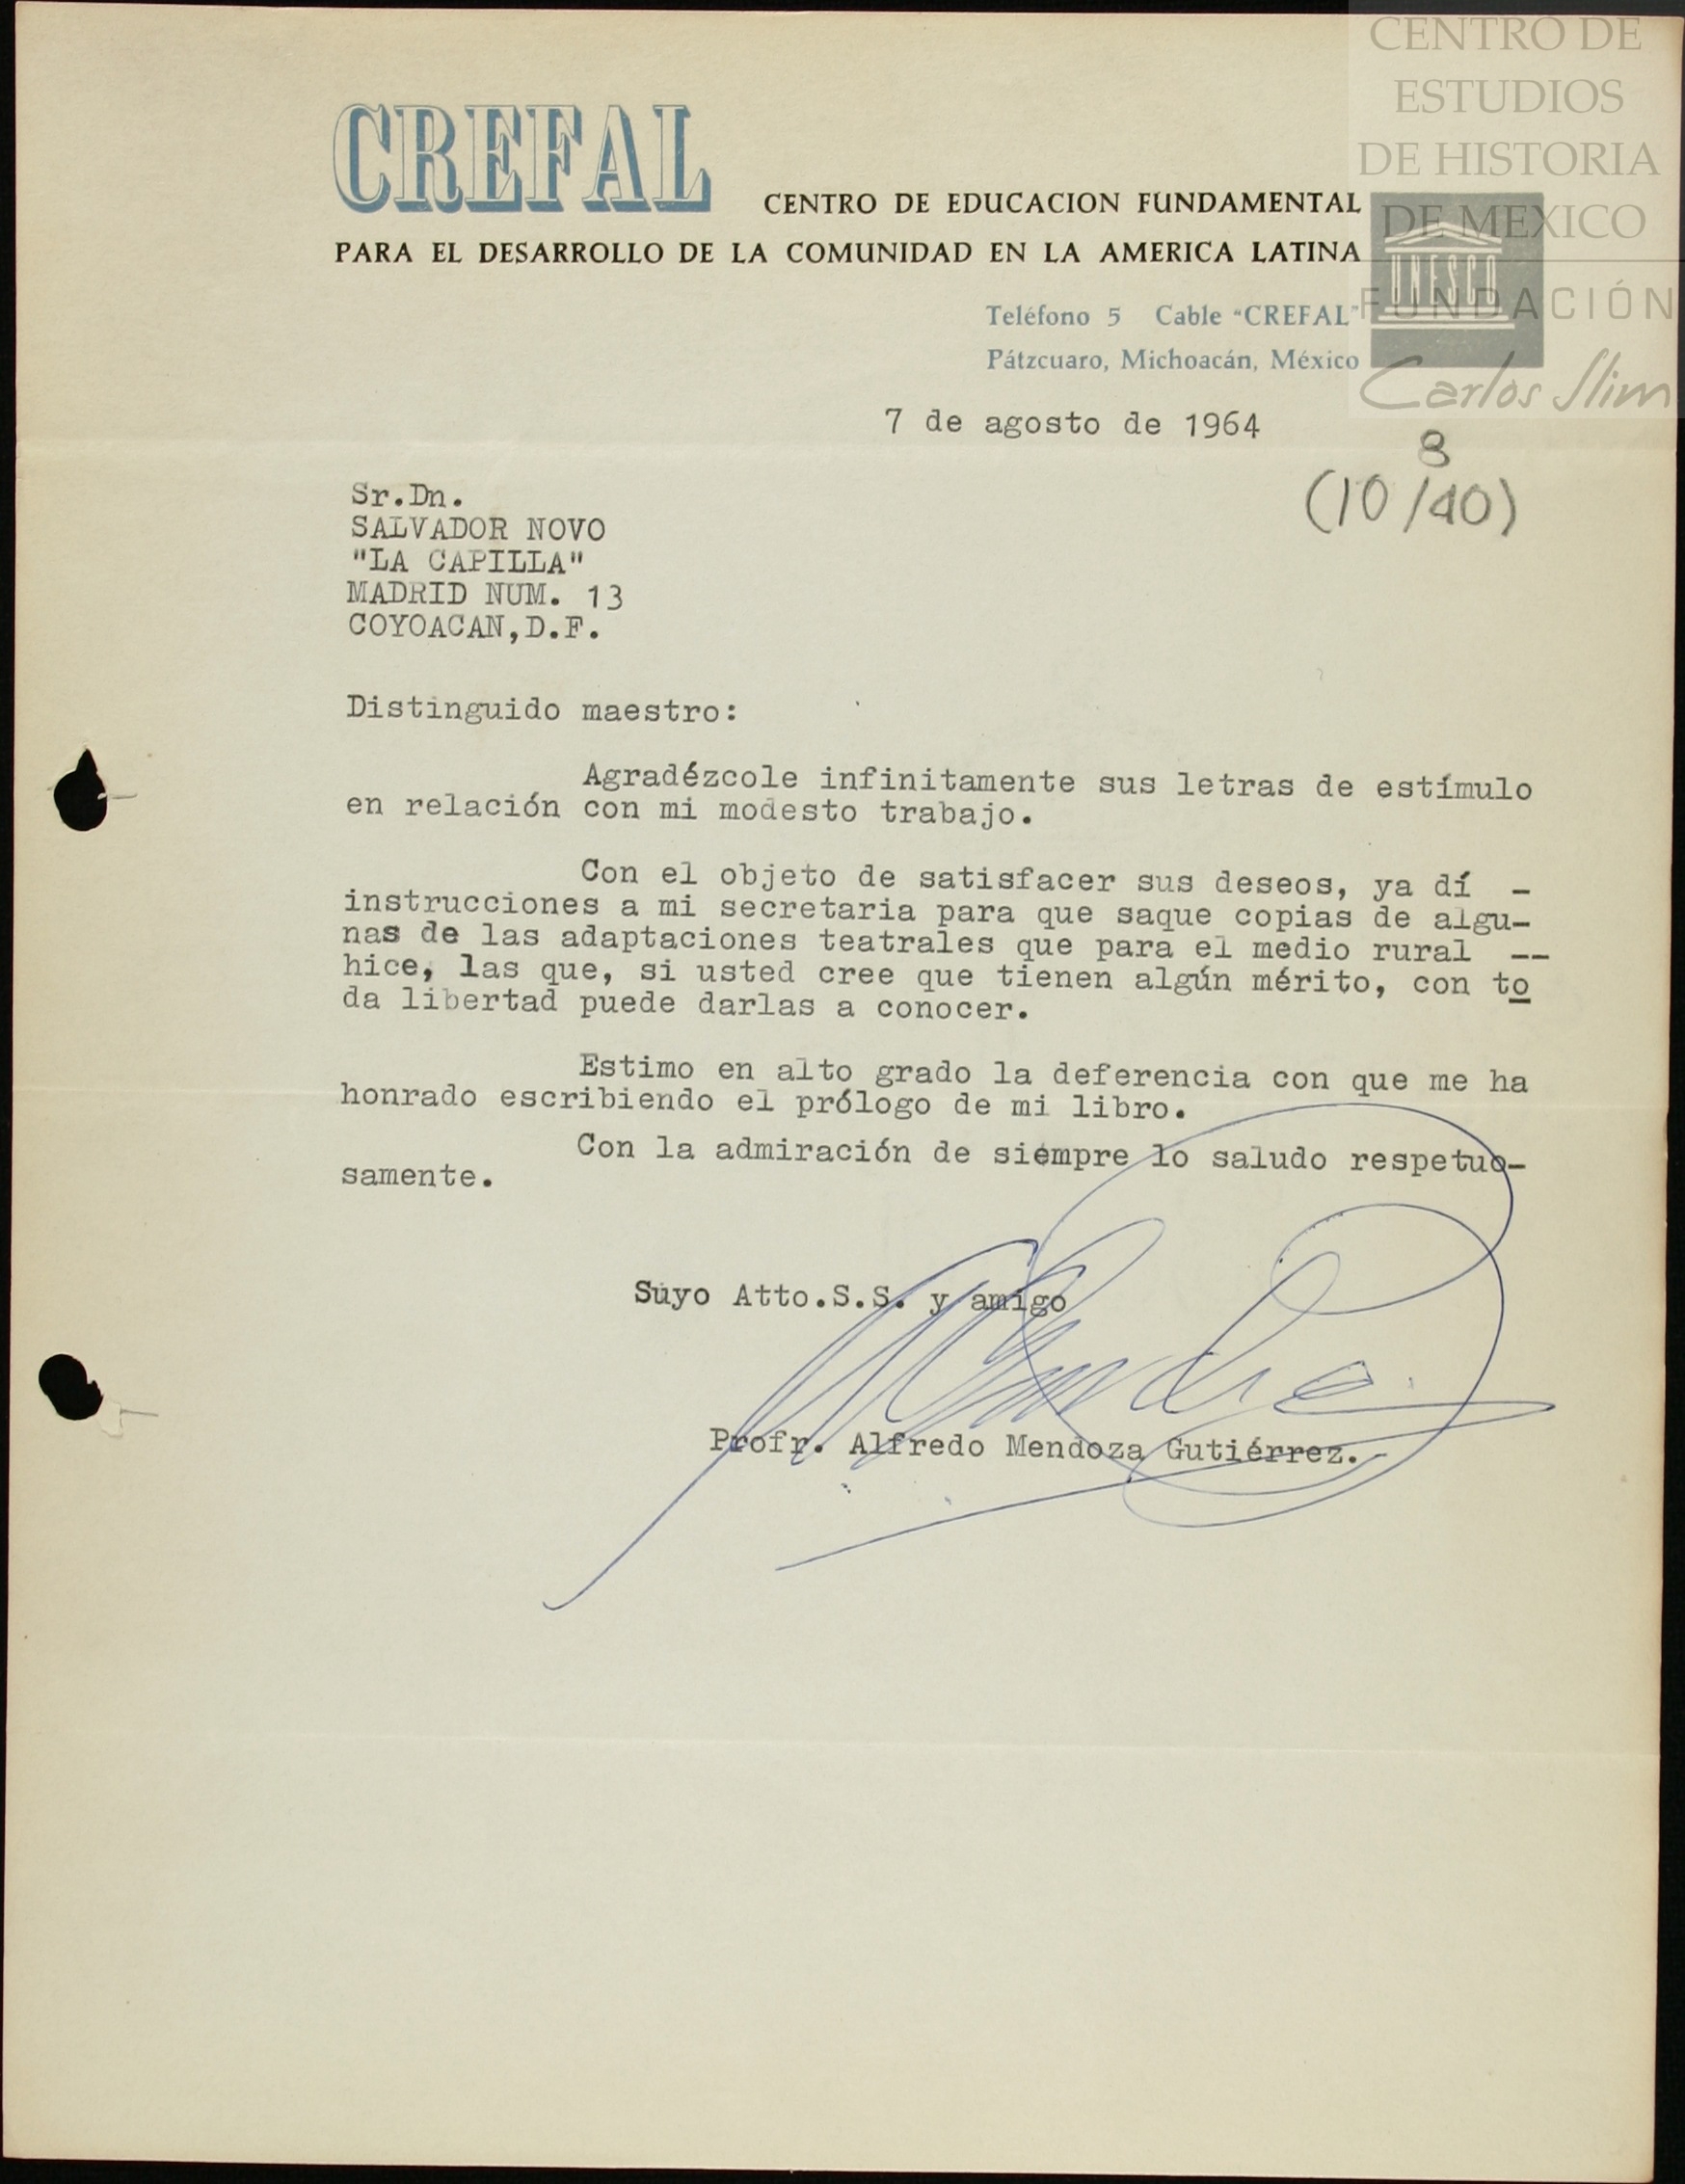 CENTRO DE
ESTUDIOS
DE HISTORIA
DE MEXICO
FUNDACIÓN
Carlos Slim
CREFAL
CENTRO DE EDUCACION FUNDAMENTAL
PARA EL DESARROLLO DE LA COMUNIDAD EN LA AMERICA LATINA
UNESCO
Teléfono 5 Cable "CREFAL"
Pátzcuaro, Michoacán, México
7 de agosto de 1964
8
(10/40)
Sr.Dn.
SALVADOR NOVO
"LA CAPILLA"
MADRID NUM. 13
COYOACAN,D.F.
Distinguido maestro:
Agradézcole infinitamente sus letras de estímulo
en relación con mi modesto trabajo.
Con el objeto de satisfacer sus deseos, ya dí -
instrucciones a mi secretaria para que saque copias de algu-
nas de las adaptaciones teatrales que para el medio rural --
hice, las que, si usted cree que tienen algún mérito, con to
da libertad puede darlas a conocer.
Estimo en alto grado la deferencia con que me ha
honrado escribiendo el prólogo de mi libro.
Con la admiración de siempre lo saludo respetuo-
samente.
Suyo Atto.S.S. y amigo
Profr. Alfredo Mendoza Gutiérrez.